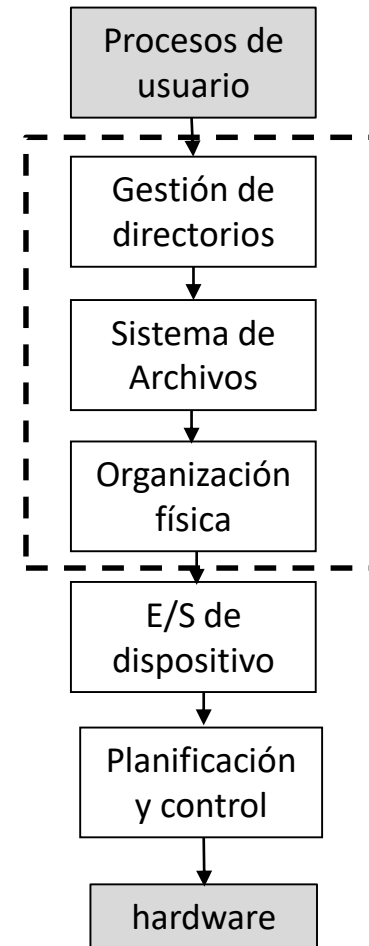 Procesos de
usuario
Gestión de
directorios
Sistema de
Archivos
Organización
física
E/S de
dispositivo
Planificación
y control
hardware